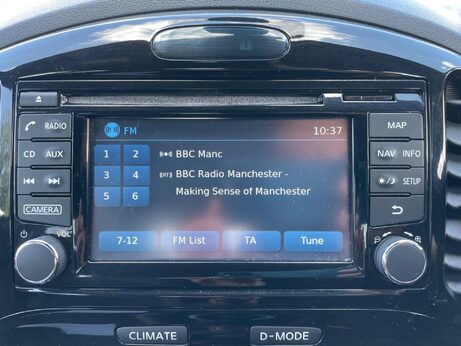 RADIO
CD AUX
CAMERA
VOL
FM 10:37
1 2 BBC Manc
3 4 BBC Radio Manchester -
Making Sense of Manchester
5 6
7-12 FM List TA Tune
MAP
NAV INFO
SETUP
CLIMATE D-MODE